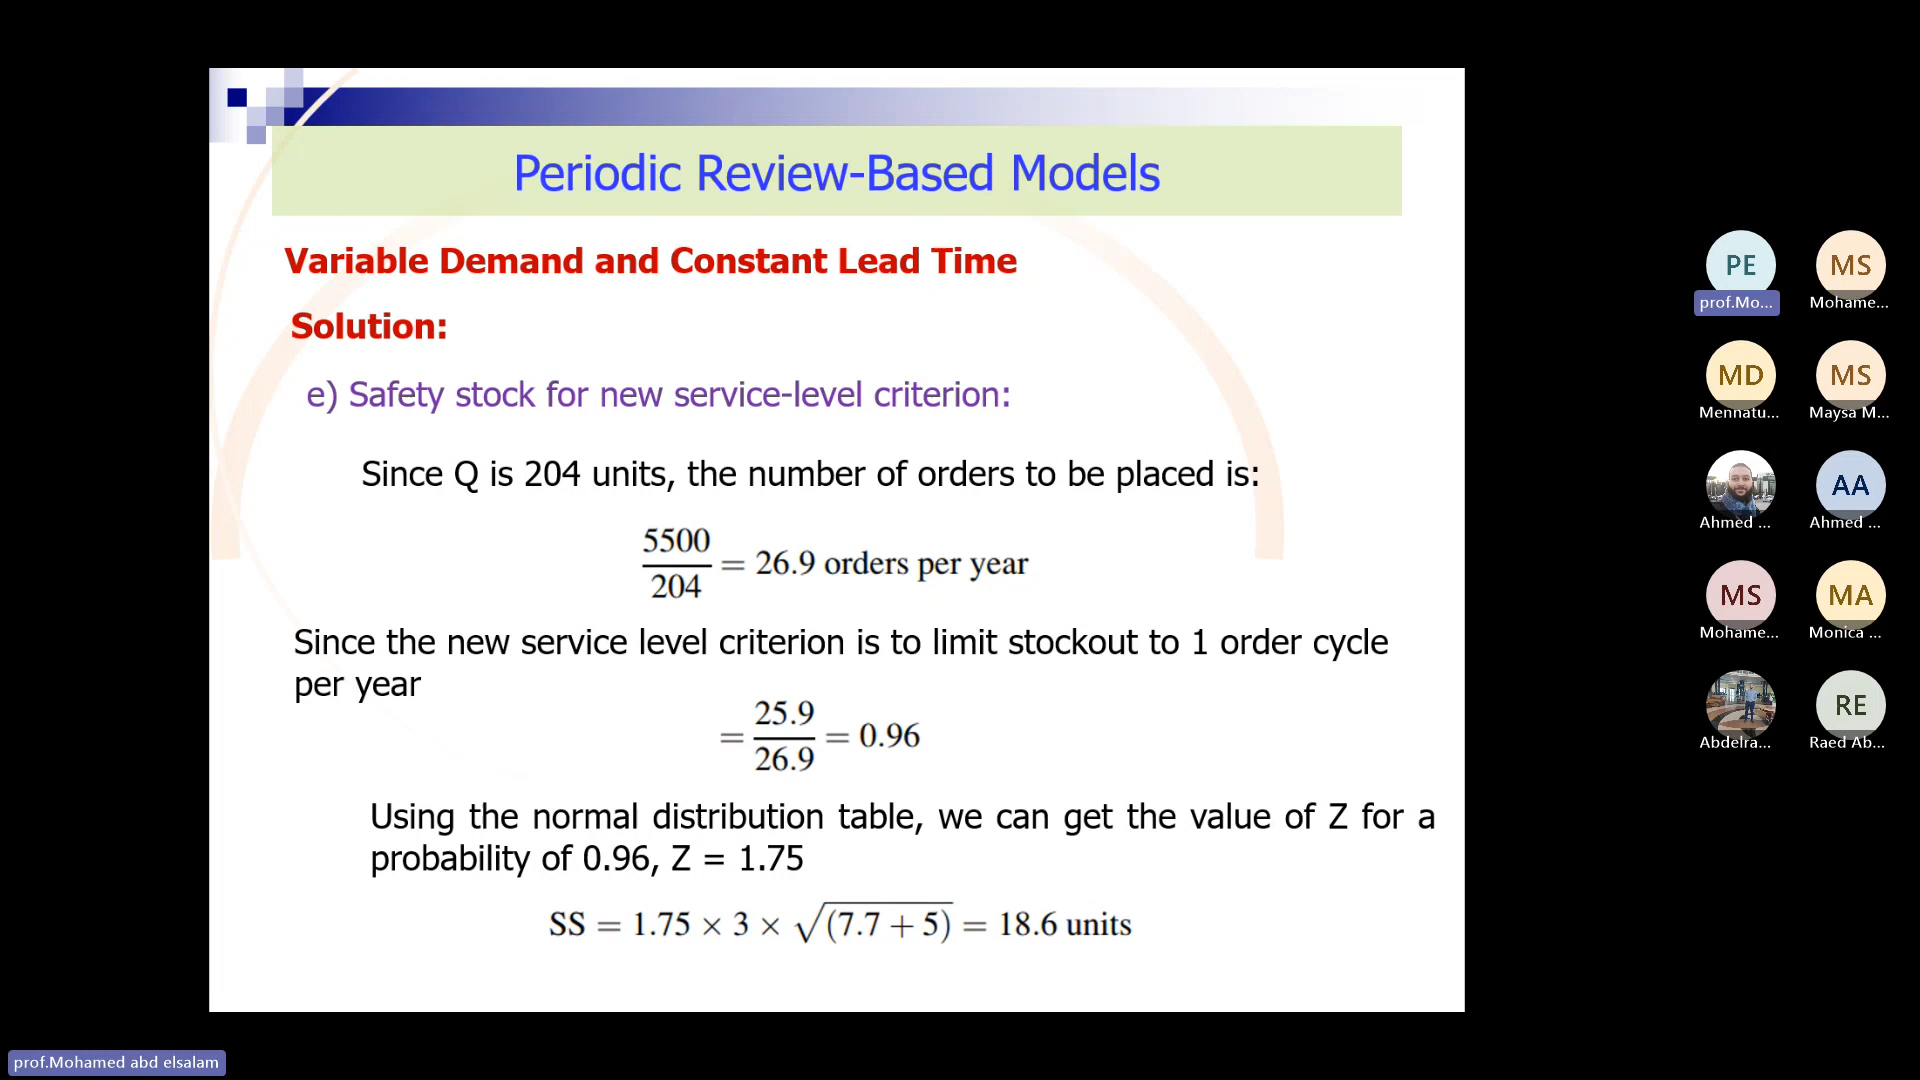 Periodic Review-Based Models
Variable Demand and Constant Lead Time
Solution:
e) Safety stock for new service-level criterion:
Since Q is 204 units, the number of orders to be placed is:
5500
204
= 26.9 orders per year
Since the new service level criterion is to limit stockout to 1 order cycle
per year
= 25.9
26.9
= 0.96
Using the normal distribution table, we can get the value of Z for a
probability of 0.96, Z = 1.75
SS = 1.75 × 3 × √(7.7 + 5) = 18.6 units
PE
MS
prof.Mo...
Mohame...
MD
MS
Mennatu...
Maysa M...
AA
Ahmed ...
Ahmed ...
MS
MA
Mohame...
Monica ...
RE
Abdelra...
Raed Ab...
prof.Mohamed abd elsalam